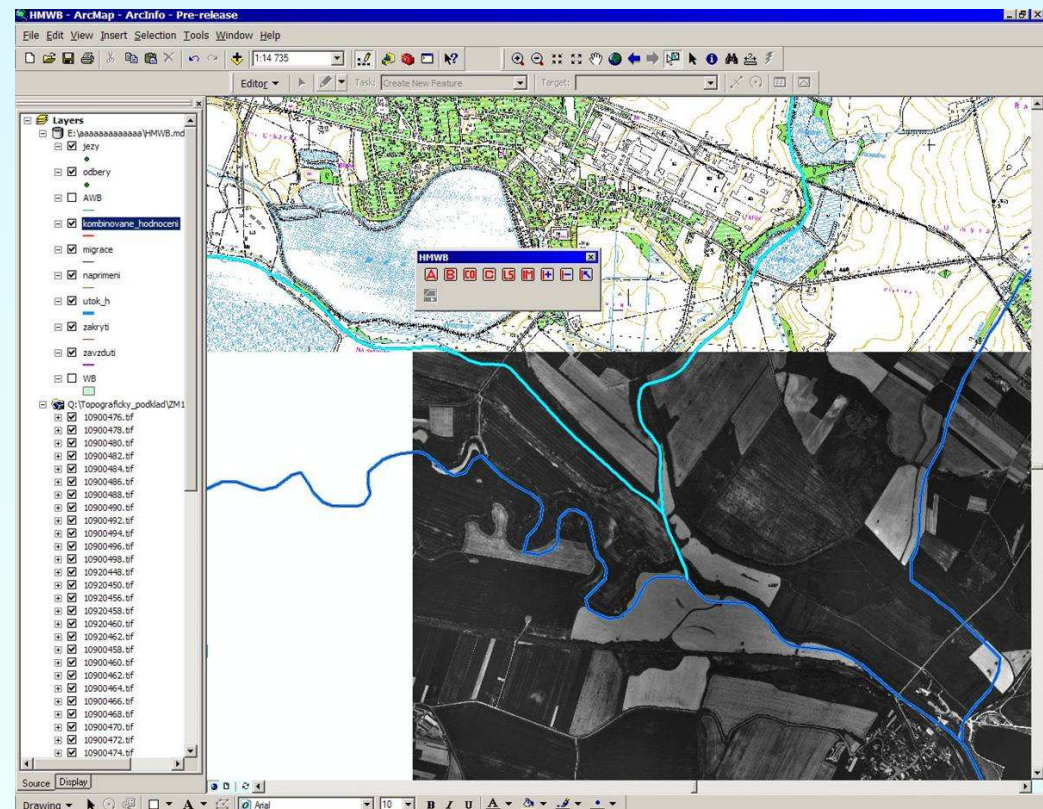 HMWB - ArcMap - ArcInfo - Pre-release
File Edit View Insert Selection Tools Window Help
1:14 735
Editor Task: Create New Feature Target:
Layers
E:\aaaaaaaaaaaaa\HMWB.md
jezy
odbery
AWB
kombinovane_hodnoceni
migrace
naprimeni
utok_h
zakryti
zavzduti
WB
Q:\Topograficky_podklad\ZM1
10900476.tif
10900478.tif
10900480.tif
10900482.tif
10900484.tif
10900486.tif
10900488.tif
10900490.tif
10900492.tif
10900494.tif
10900496.tif
10900498.tif
10920448.tif
10920450.tif
10920456.tif
10920458.tif
10920460.tif
10920462.tif
10900458.tif
10900460.tif
10900462.tif
10900464.tif
10900466.tif
10900468.tif
10900470.tif
10900472.tif
10900474.tif
HMWB
A B CO C LS IM
Source Display
Drawing A Arial 10 B I U A